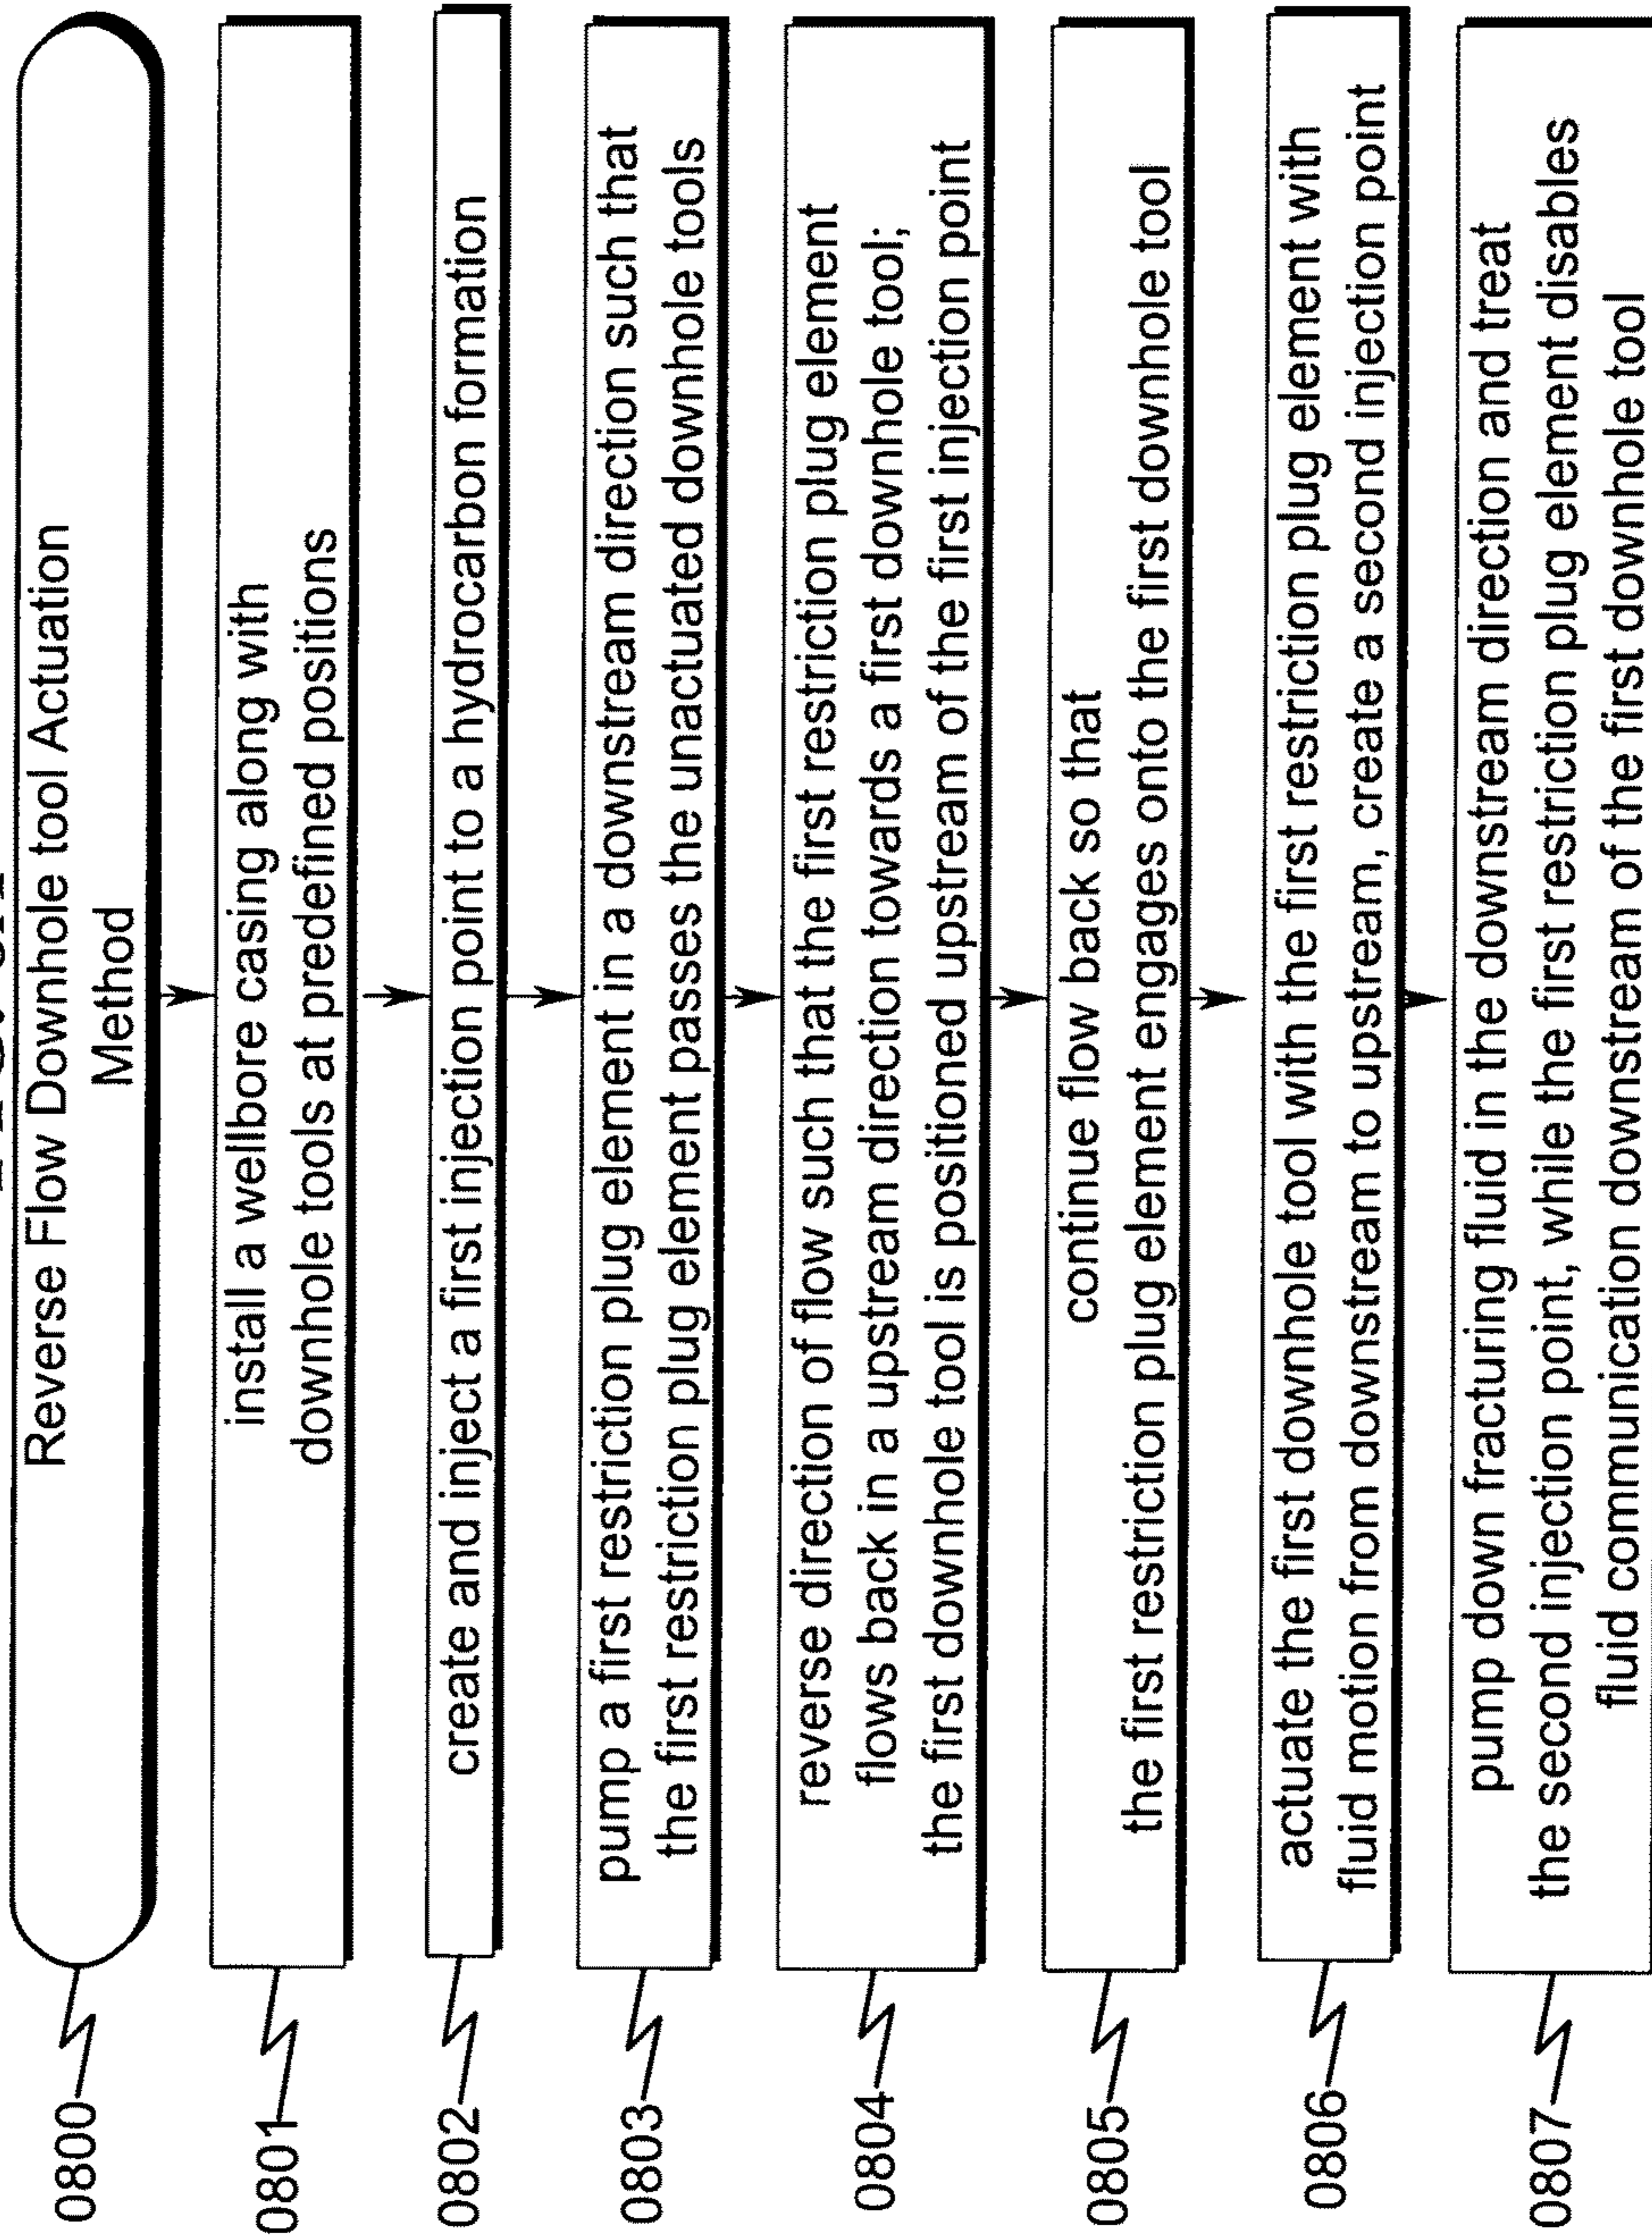 Reverse Flow Downhole tool Actuation
Method
0800
install a wellbore casing along with
downhole tools at predefined positions
0801
create and inject a first injection point to a hydrocarbon formation
0802
pump a first restriction plug element in a downstream direction such that
the first restriction plug element passes the unactuated downhole tools
0803
reverse direction of flow such that the first restriction plug element
flows back in a upstream direction towards a first downhole tool;
the first downhole tool is positioned upstream of the first injection point
0804
continue flow back so that
the first restriction plug element engages onto the first downhole tool
0805
actuate the first downhole tool with the first restriction plug element with
fluid motion from downstream to upstream, create a second injection point
0806
pump down fracturing fluid in the downstream direction and treat
the second injection point, while the first restriction plug element disables
fluid communication downstream of the first downhole tool
0807